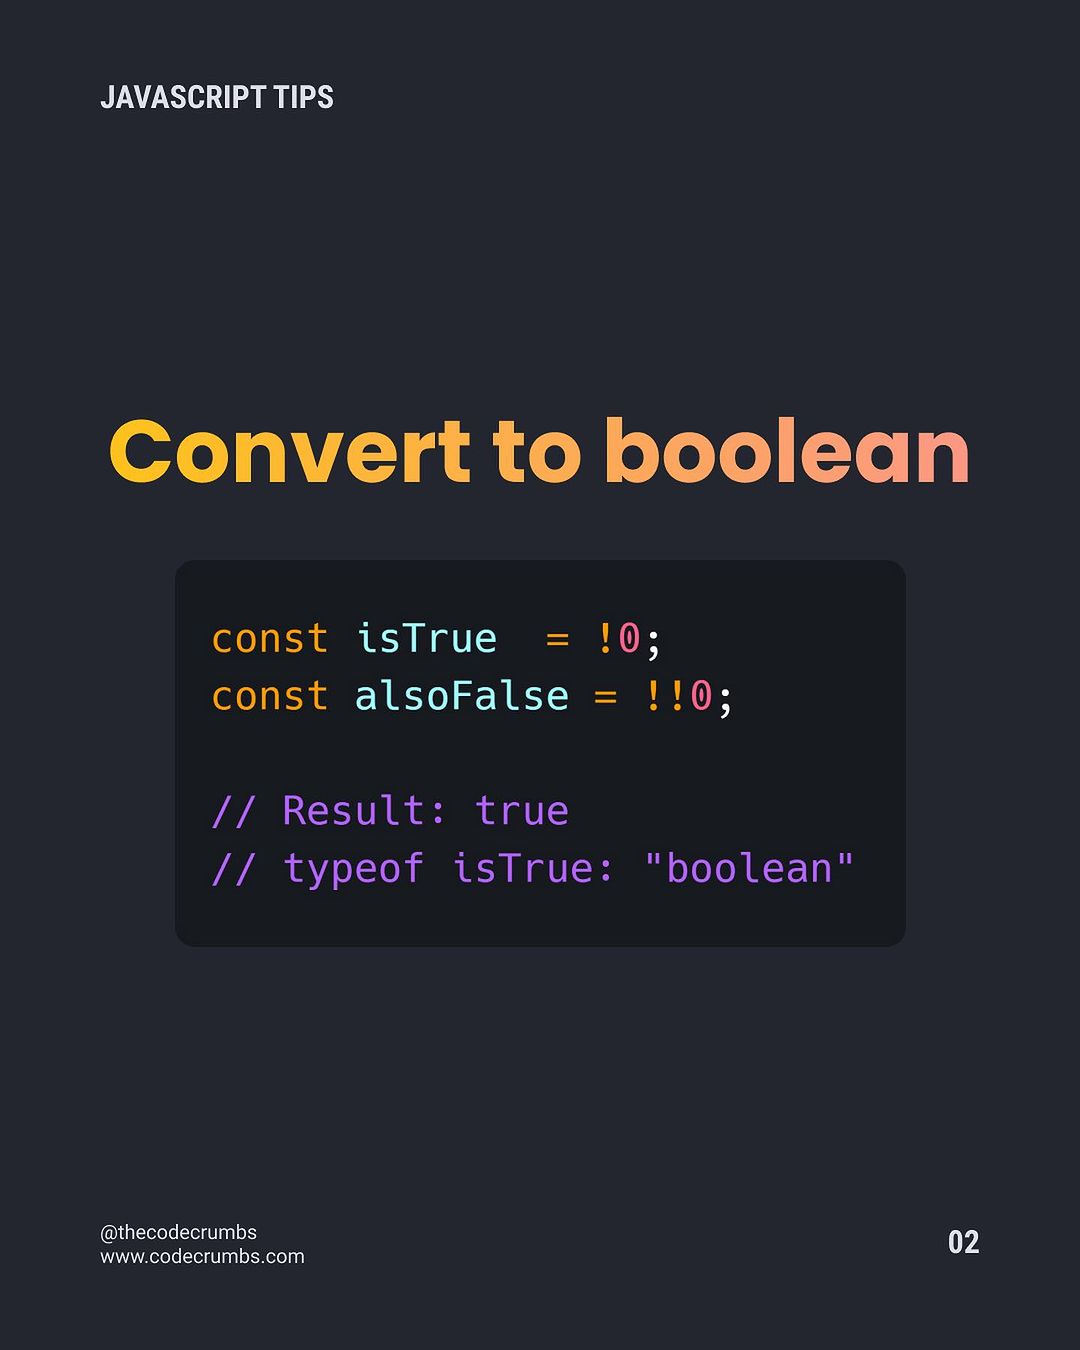 JAVASCRIPT TIPS
Convert to boolean
const isTrue  = !0;
const alsoFalse = !!0;
// Result: true
// typeof isTrue: "boolean"
@thecodecrumbs
www.codecrumbs.com
02